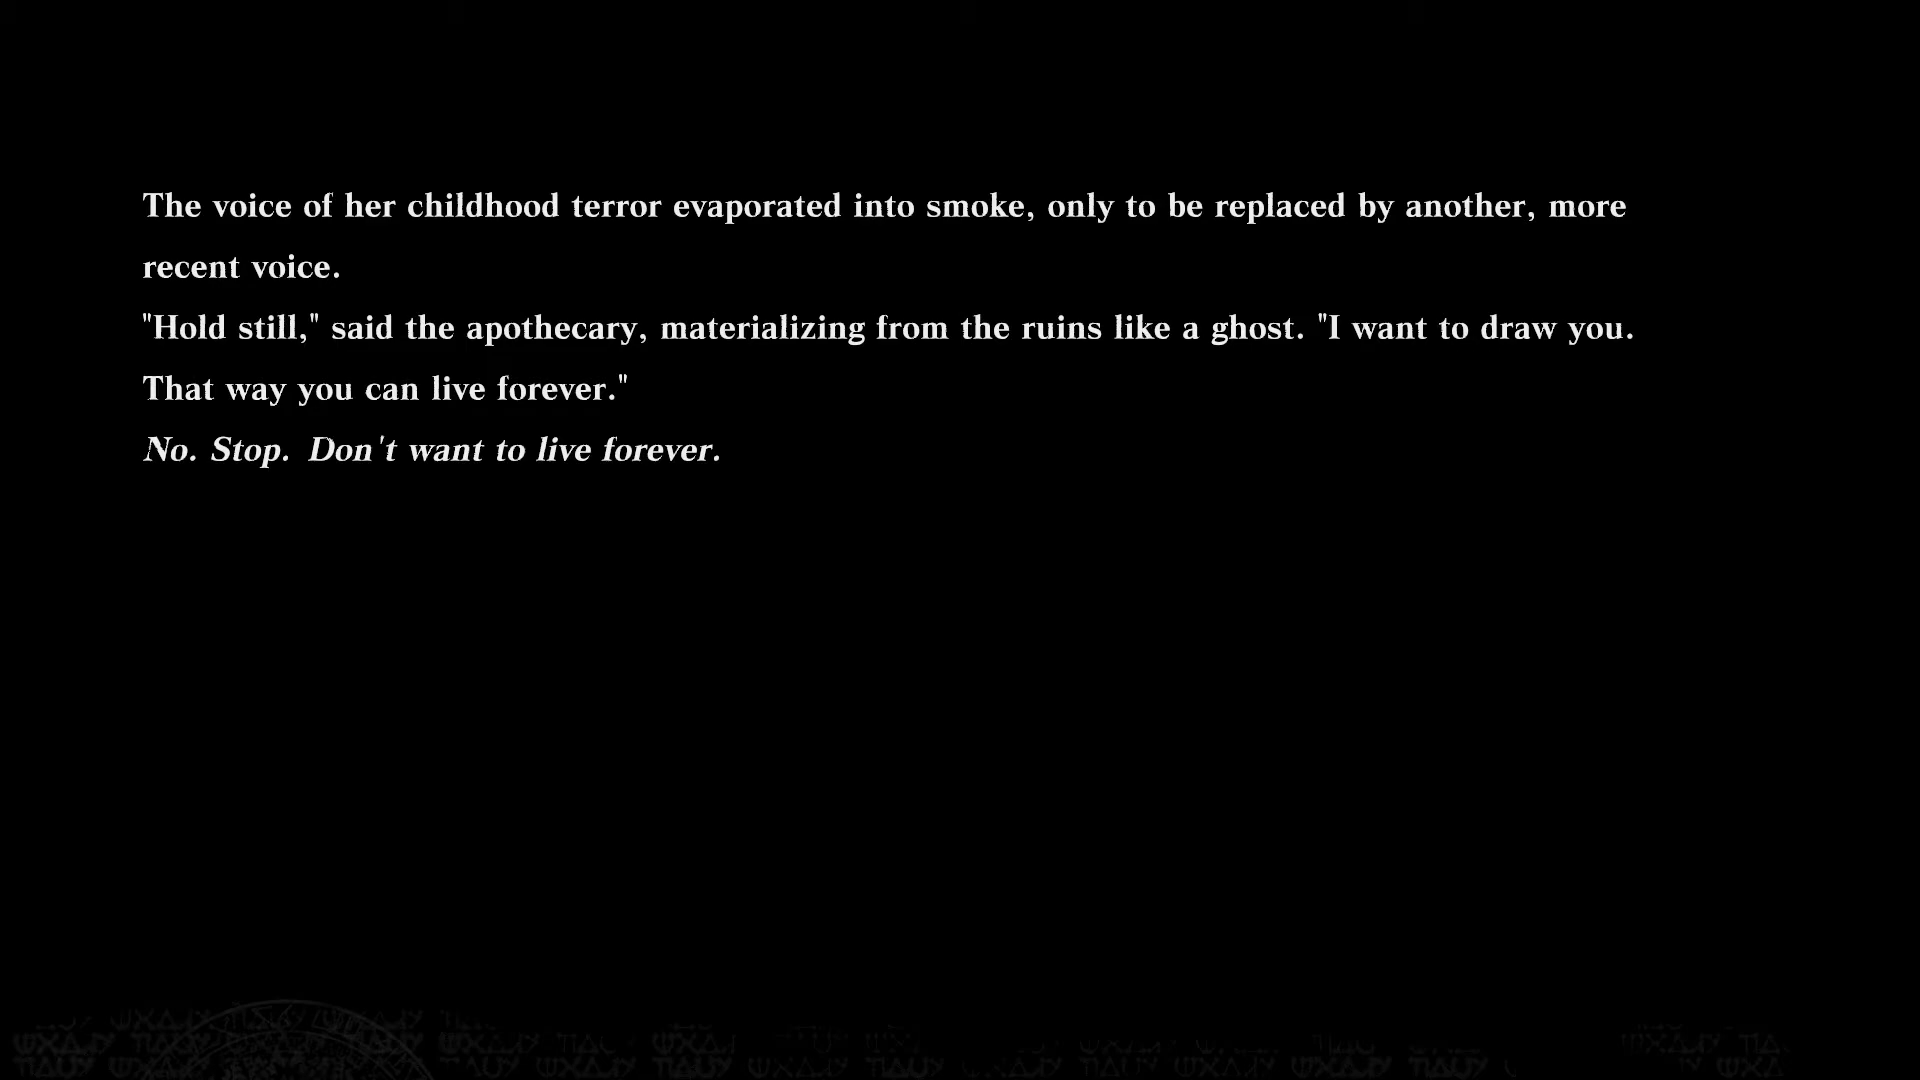 The voice of her childhood terror evaporated into smoke, only to be replaced by another, more
recent voice.
"Hold still," said the apothecary, materializing from the ruins like a ghost. "I want to draw you.
That way you can live forever."
No. Stop. Don't want to live forever.